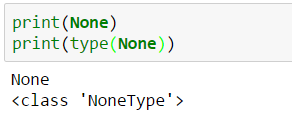 print(None)
print(type(None))
None
<class 'NoneType'>